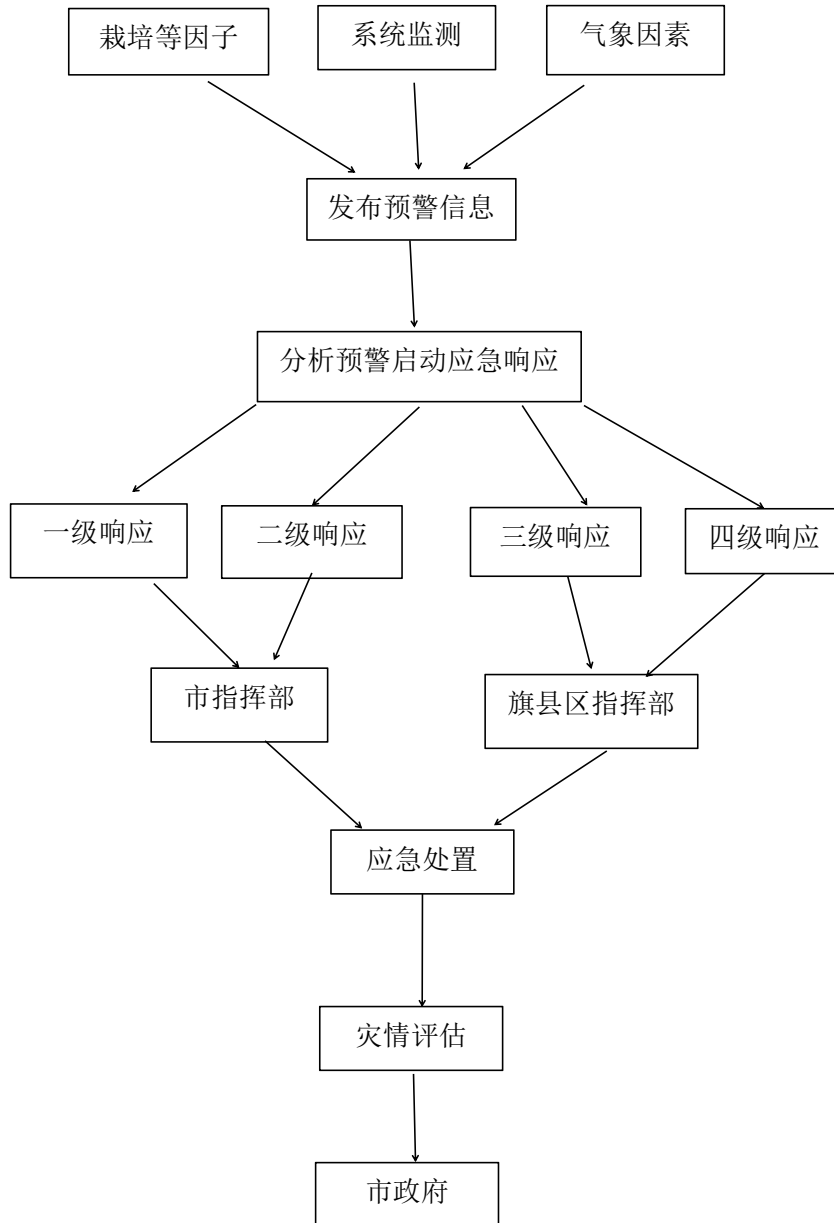 栽培等因子
系统监测
气象因素
发布预警信息
分析预警启动应急响应
一级响应
二级响应
三级响应
四级响应
市指挥部
旗县区指挥部
应急处置
灾情评估
市政府